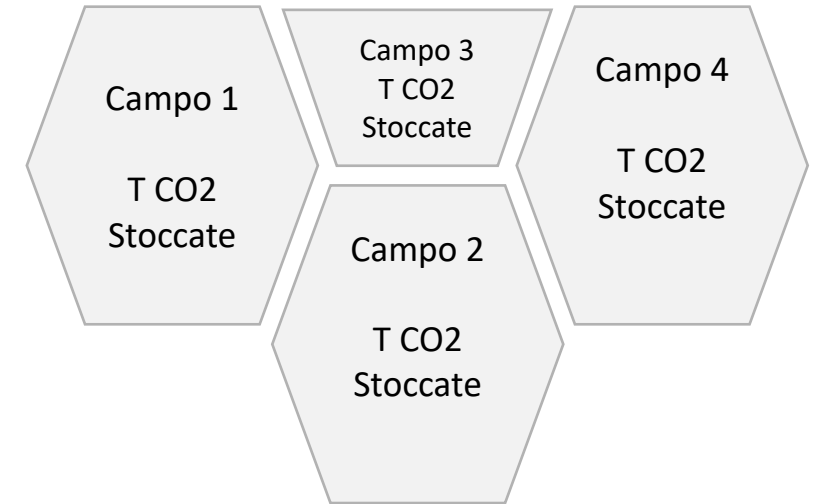 Campo 1
T CO2
Stoccate
Campo 3
T CO2
Stoccate
Campo 4
T CO2
Stoccate
Campo 2
T CO2
Stoccate